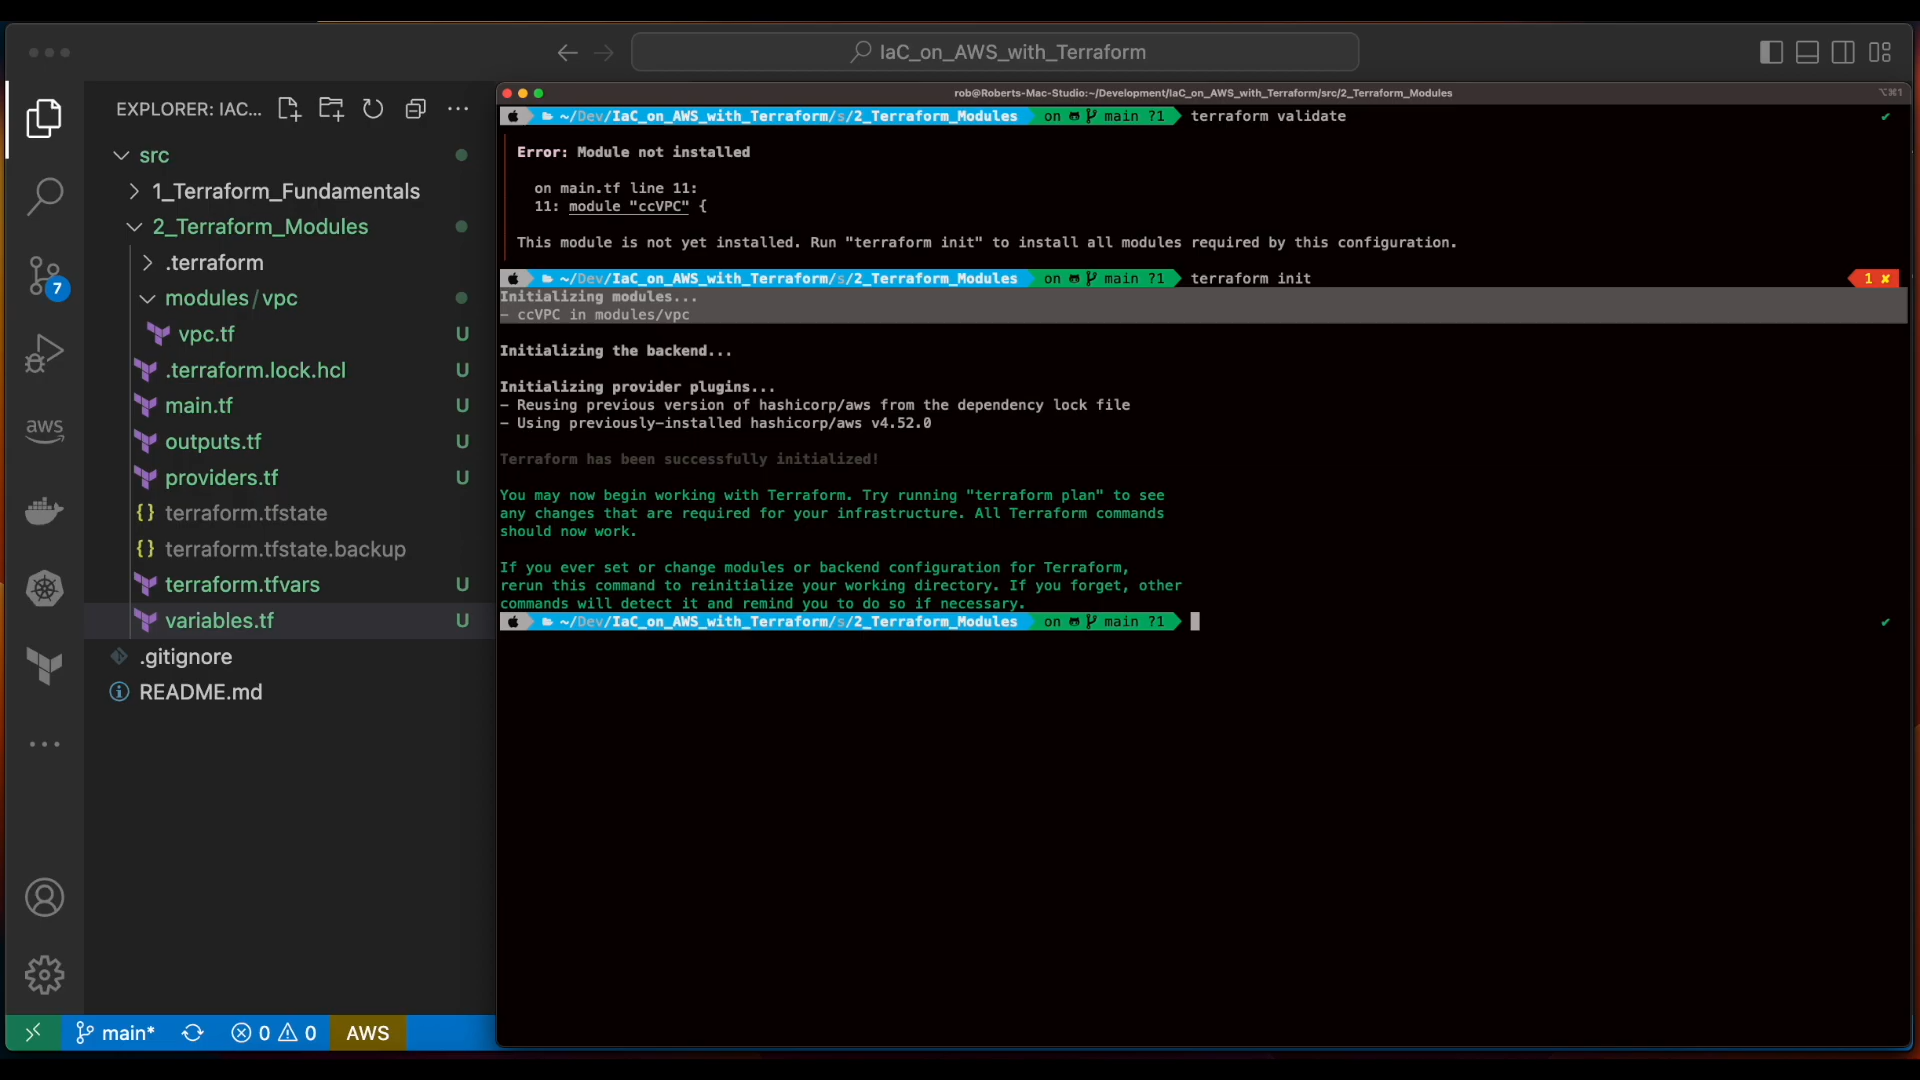 IaC_on_AWS_with_Terraform
EXPLORER: IAC...
src
1_Terraform_Fundamentals
2_Terraform_Modules
.terraform
modules/vpc
vpc.tf U
.terraform.lock.hcl U
main.tf U
outputs.tf U
providers.tf U
{} terraform.tfstate
{} terraform.tfstate.backup
terraform.tfvars U
variables.tf U
.gitignore
README.md
7
aws
main* 0 0 AWS
rob@Roberts-Mac-Studio:~/Development/IaC_on_AWS_with_Terraform/src/2_Terraform_Modules ⌥⌘1
~/Dev/IaC_on_AWS_with_Terraform/s/2_Terraform_Modules on main ?1 terraform validate ✔
Error: Module not installed
on main.tf line 11:
11: module "ccVPC" {
This module is not yet installed. Run "terraform init" to install all modules required by this configuration.
~/Dev/IaC_on_AWS_with_Terraform/s/2_Terraform_Modules on main ?1 terraform init 1 ✘
Initializing modules...
- ccVPC in modules/vpc
Initializing the backend...
Initializing provider plugins...
- Reusing previous version of hashicorp/aws from the dependency lock file
- Using previously-installed hashicorp/aws v4.52.0
Terraform has been successfully initialized!
You may now begin working with Terraform. Try running "terraform plan" to see
any changes that are required for your infrastructure. All Terraform commands
should now work.
If you ever set or change modules or backend configuration for Terraform,
rerun this command to reinitialize your working directory. If you forget, other
commands will detect it and remind you to do so if necessary.
~/Dev/IaC_on_AWS_with_Terraform/s/2_Terraform_Modules on main ?1 ✔